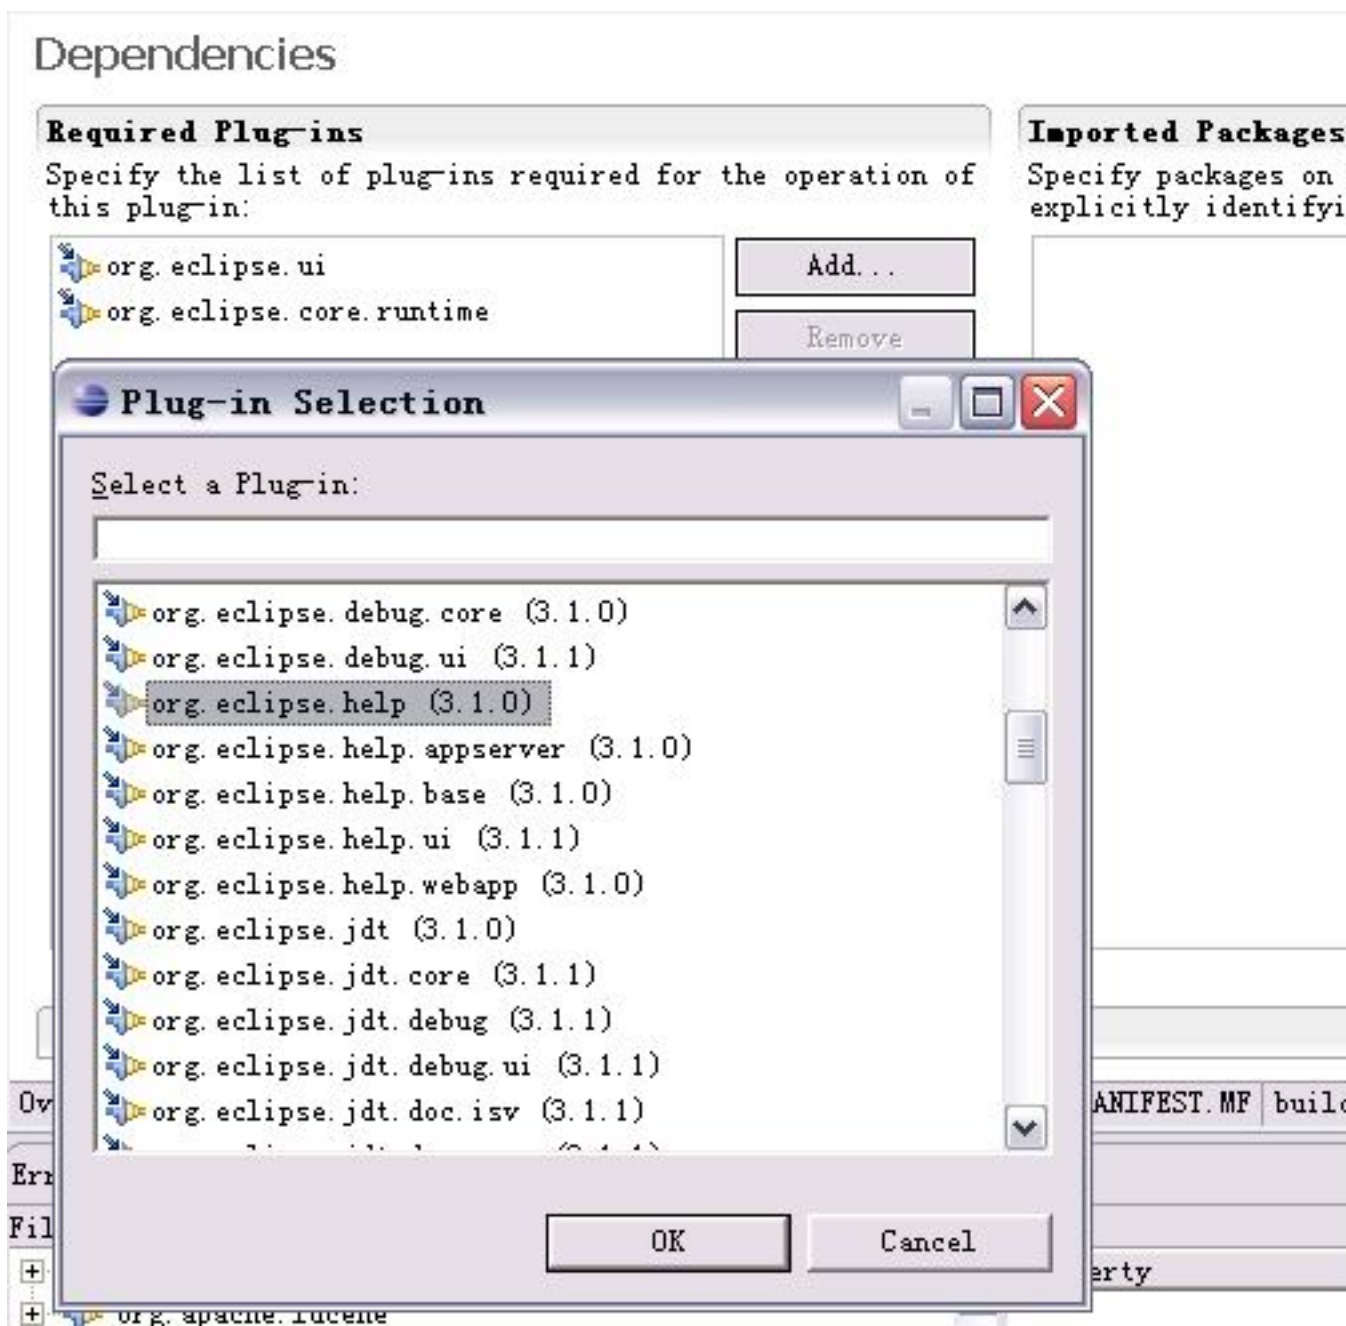 Dependencies
Required Plug-ins
Specify the list of plug-ins required for the operation of
this plug-in:
org.eclipse.ui
org.eclipse.core.runtime
Add...
Remove
Imported Packages
Specify packages on
explicitly identifyi
Plug-in Selection
Select a Plug-in:
org.eclipse.debug.core (3.1.0)
org.eclipse.debug.ui (3.1.1)
org.eclipse.help (3.1.0)
org.eclipse.help.appserver (3.1.0)
org.eclipse.help.base (3.1.0)
org.eclipse.help.ui (3.1.1)
org.eclipse.help.webapp (3.1.0)
org.eclipse.jdt (3.1.0)
org.eclipse.jdt.core (3.1.1)
org.eclipse.jdt.debug (3.1.1)
org.eclipse.jdt.debug.ui (3.1.1)
org.eclipse.jdt.doc.isv (3.1.1)
OK
Cancel
Ov
ANIFEST.MF
build
Err
Fil
erty
org.apache.lucene